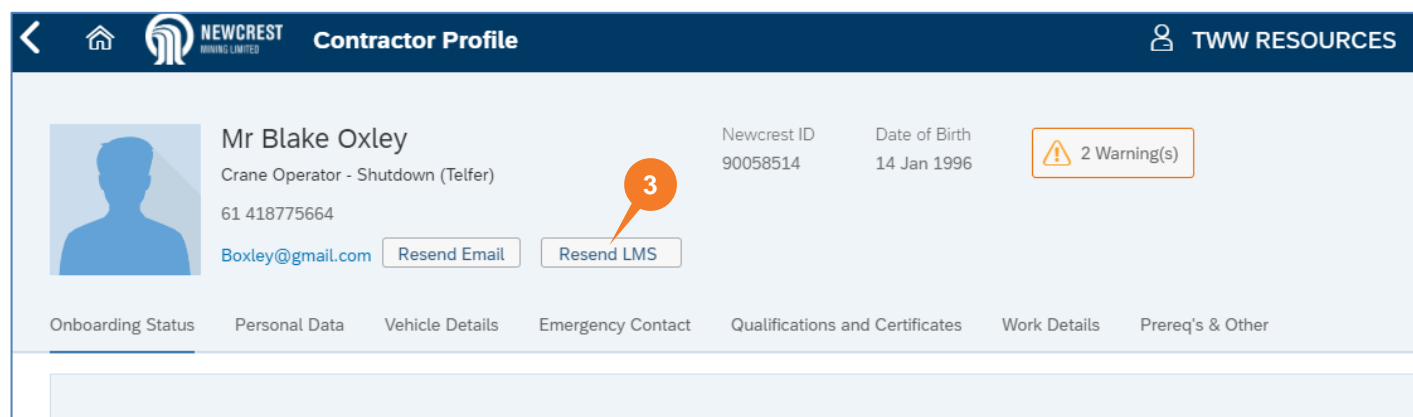 NEWCREST
MINING LIMITED
Contractor Profile
TWW RESOURCES
Mr Blake Oxley
Crane Operator - Shutdown (Telfer)
61 418775664
Boxley@gmail.com Resend Email Resend LMS
3
Newcrest ID Date of Birth
90058514 14 Jan 1996
2 Warning(s)
Onboarding Status Personal Data Vehicle Details Emergency Contact Qualifications and Certificates Work Details Prereq's & Other